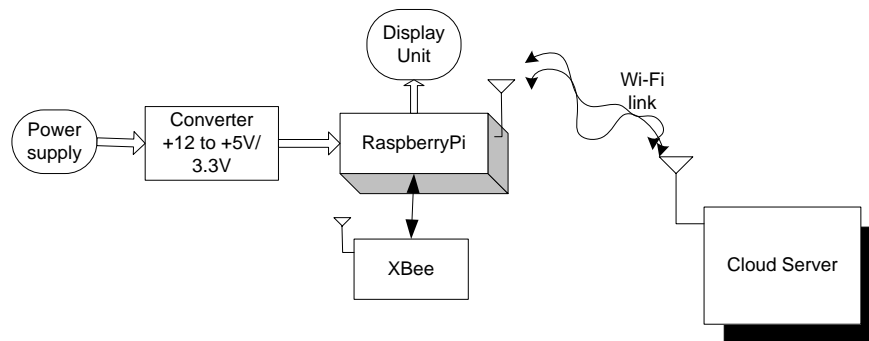 Display
Unit
Wi-Fi
link
Power
supply
Converter
+12 to +5V/
3.3V
RaspberryPi
XBee
Cloud Server